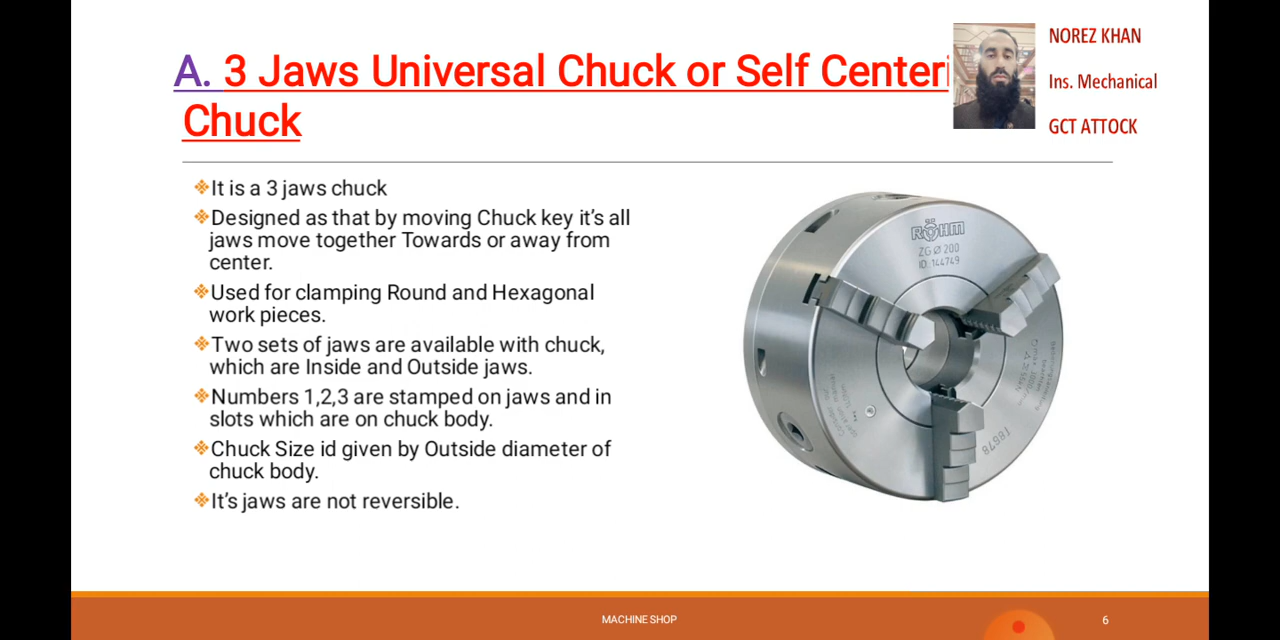 A. 3 Jaws Universal Chuck or Self Centeri
Chuck
NOREZ KHAN
Ins. Mechanical
GCT ATTOCK
It is a 3 jaws chuck
Designed as that by moving Chuck key it's all
jaws move together Towards or away from
center.
Used for clamping Round and Hexagonal
work pieces.
Two sets of jaws are available with chuck,
which are Inside and Outside jaws.
Numbers 1,2,3 are stamped on jaws and in
slots which are on chuck body.
Chuck Size id given by Outside diameter of
chuck body.
It's jaws are not reversible.
RÖHM
ZG Ø 200
ID 144749
MACHINE SHOP
6